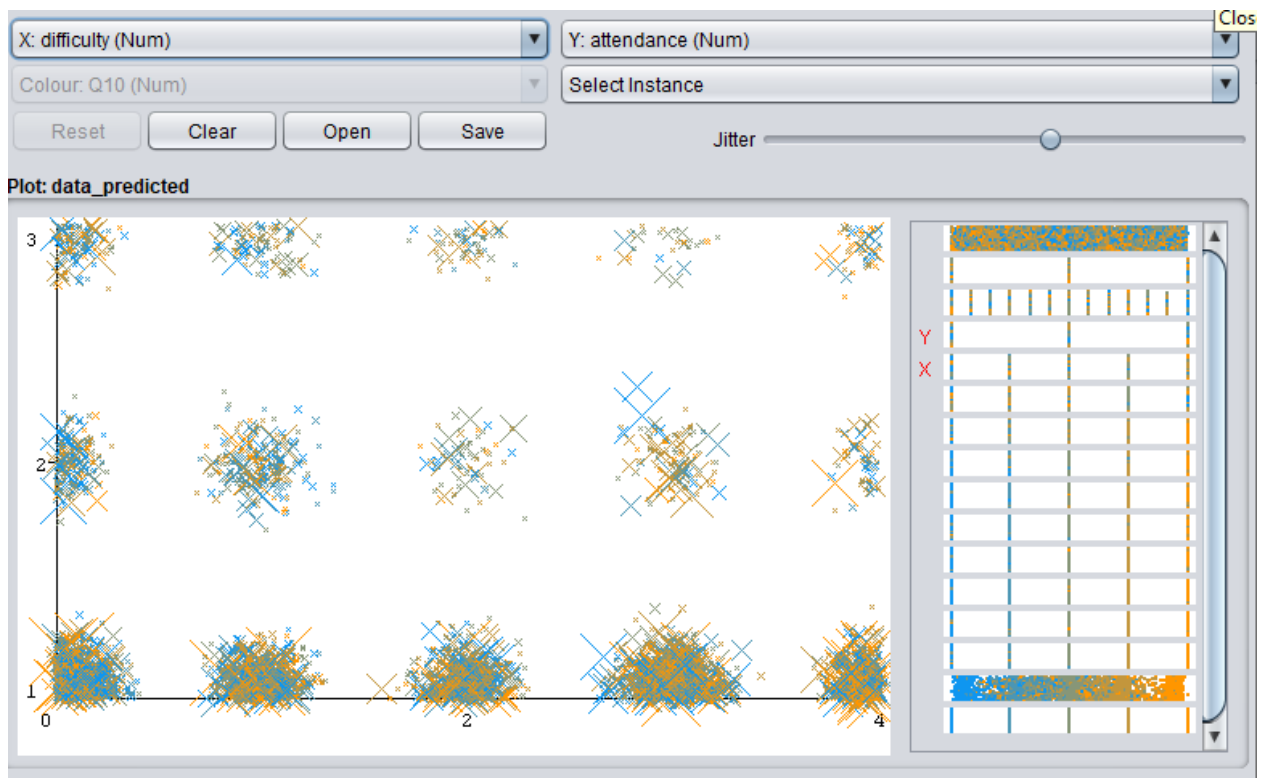 Clos
X: difficulty (Num)
Y: attendance (Num)
Colour: Q10 (Num)
Select Instance
Reset
Clear
Open
Save
Jitter
Plot: data_predicted
3
2
1
0
2
4
Y
X